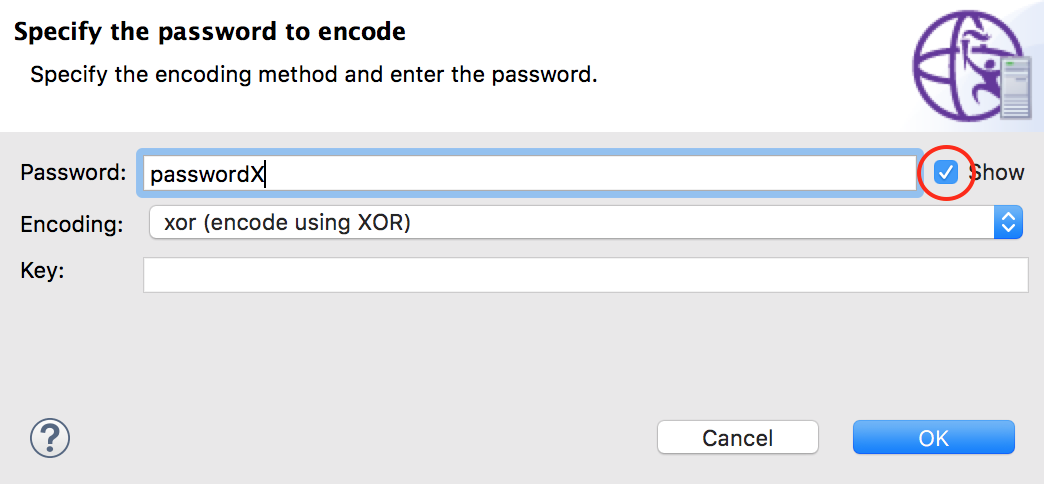 Specify the password to encode
Specify the encoding method and enter the password.
Password: passwordX Show
Encoding: xor (encode using XOR)
Key:
?
Cancel OK